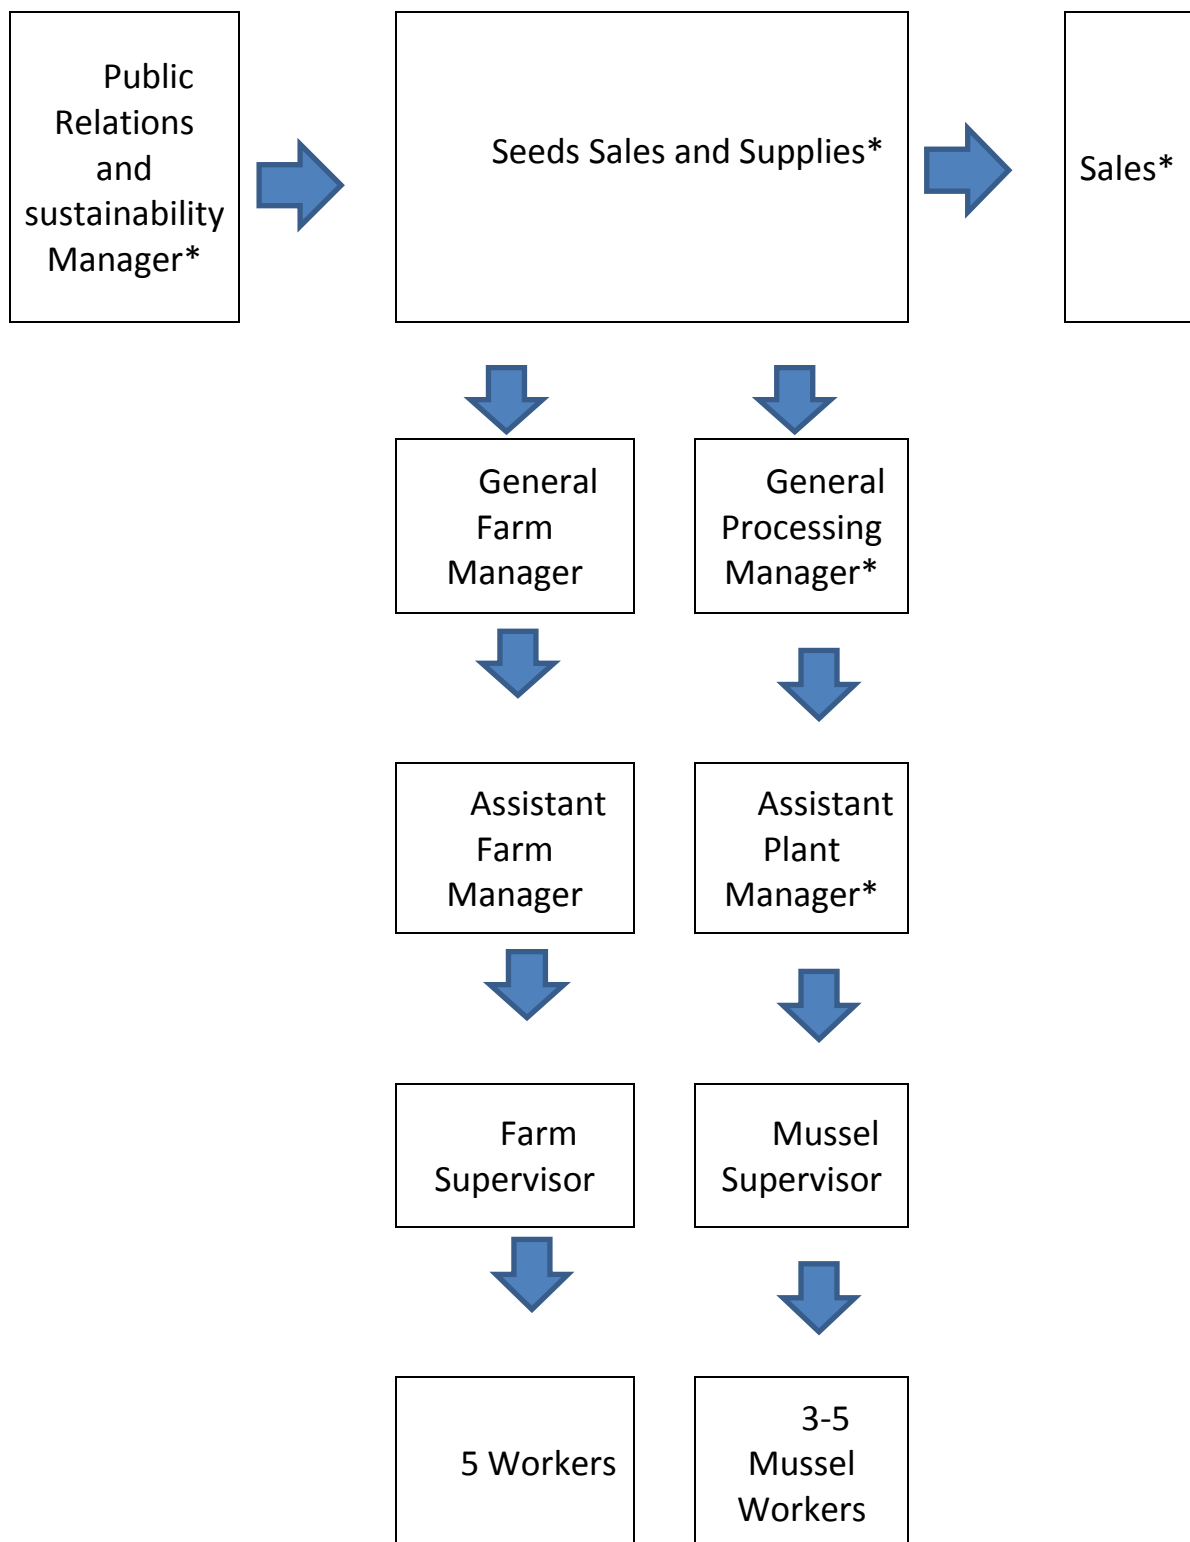 Public
Relations
and
sustainability
Manager*
Seeds Sales and Supplies*
Sales*
General
Farm
Manager
General
Processing
Manager*
Assistant
Farm
Manager
Assistant
Plant
Manager*
Farm
Supervisor
Mussel
Supervisor
5 Workers
3-5
Mussel
Workers